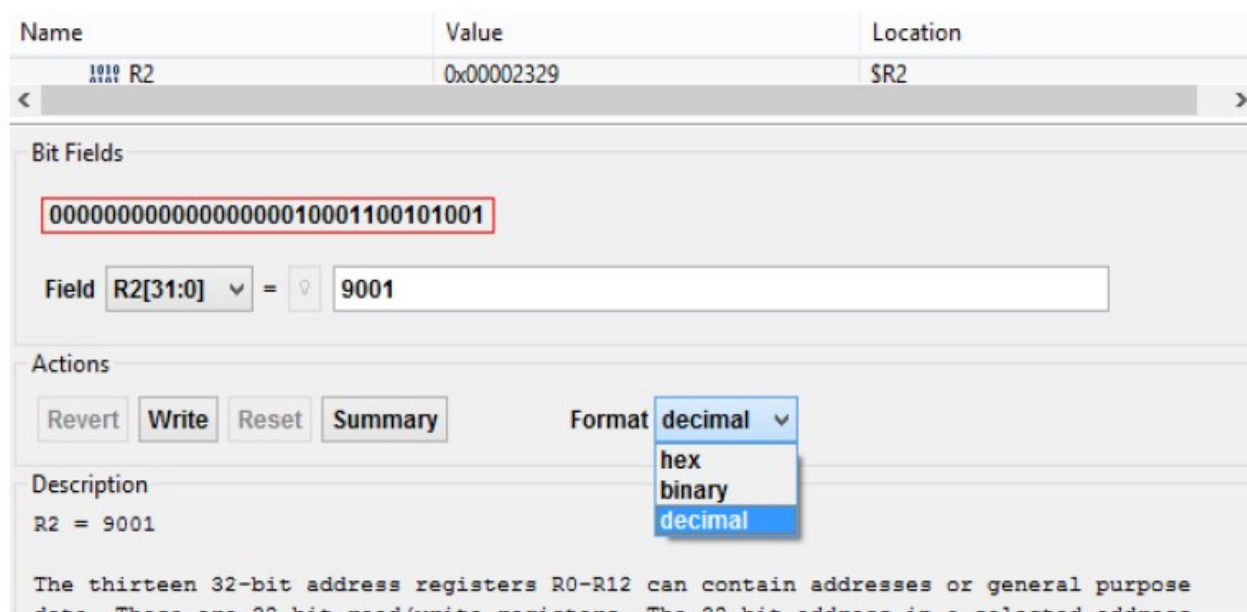 Name Value Location
1010 R2 0x00002329 $R2
Bit Fields
00000000000000000010001100101001
Field R2[31:0] = 9001
Actions
Revert Write Reset Summary Format decimal
hex
binary
decimal
Description
R2 = 9001
The thirteen 32-bit address registers R0-R12 can contain addresses or general purpose